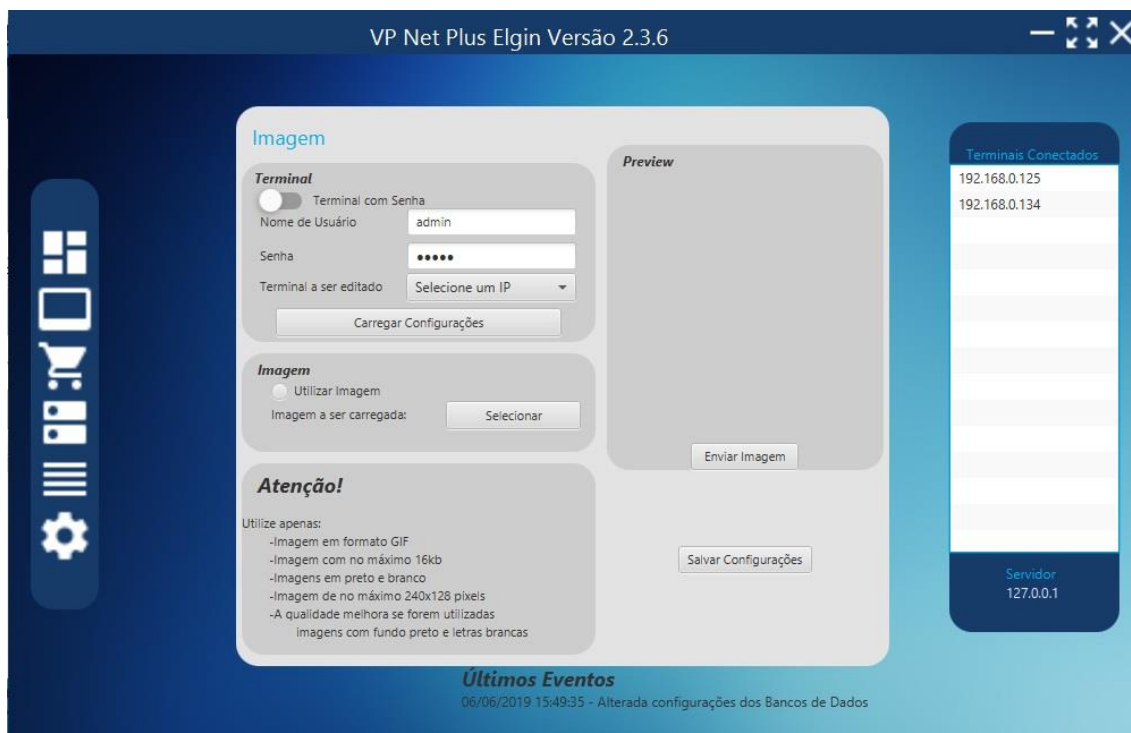 VP Net Plus Elgin Versão 2.3.6
Imagem
Terminal
Terminal com Senha
Nome de Usuário
admin
Senha
•••••
Terminal a ser editado
Selecione um IP
Carregar Configurações
Imagem
Utilizar Imagem
Imagem a ser carregada:
Selecionar
Atenção!
Utilize apenas:
-Imagem em formato GIF
-Imagem com no máximo 16kb
-Imagens em preto e branco
-Imagem de no máximo 240x128 pixels
-A qualidade melhora se forem utilizadas
imagens com fundo preto e letras brancas
Preview
Enviar Imagem
Salvar Configurações
Terminais Conectados
192.168.0.125
192.168.0.134
Servidor
127.0.0.1
Últimos Eventos
06/06/2019 15:49:35 - Alterada configurações dos Bancos de Dados